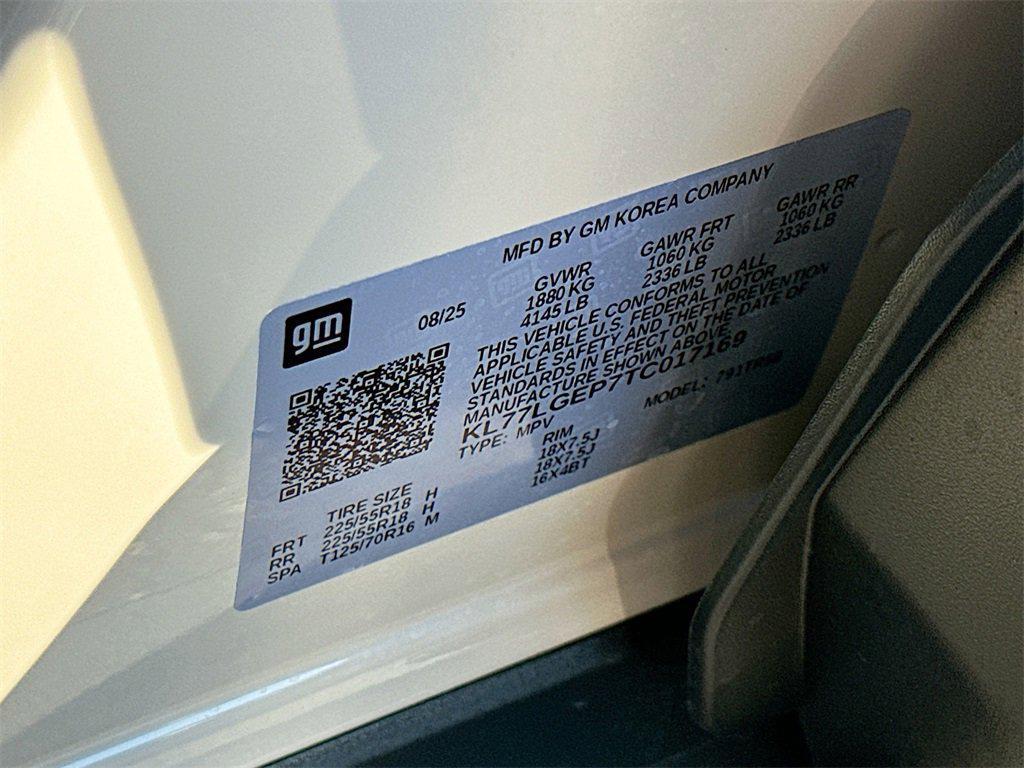 MFD BY GM KOREA COMPANY
gm
08/25
GVWR GAWR FRT GAWR RR
1880 KG 1060 KG 1060 KG
4145 LB 2336 LB 2336 LB
THIS VEHICLE CONFORMS TO ALL
APPLICABLE U.S. FEDERAL MOTOR
VEHICLE SAFETY AND THEFT PREVENTION
STANDARDS IN EFFECT ON THE DATE OF
MANUFACTURE SHOWN ABOVE.
KL77LGEP7TC017169
TYPE: MPV MODEL:
TIRE SIZE RIM
FRT 225/55R18 H 18X7.5J
RR 225/55R18 H 18X7.5J
SPA T125/70R16 M 16X4BT